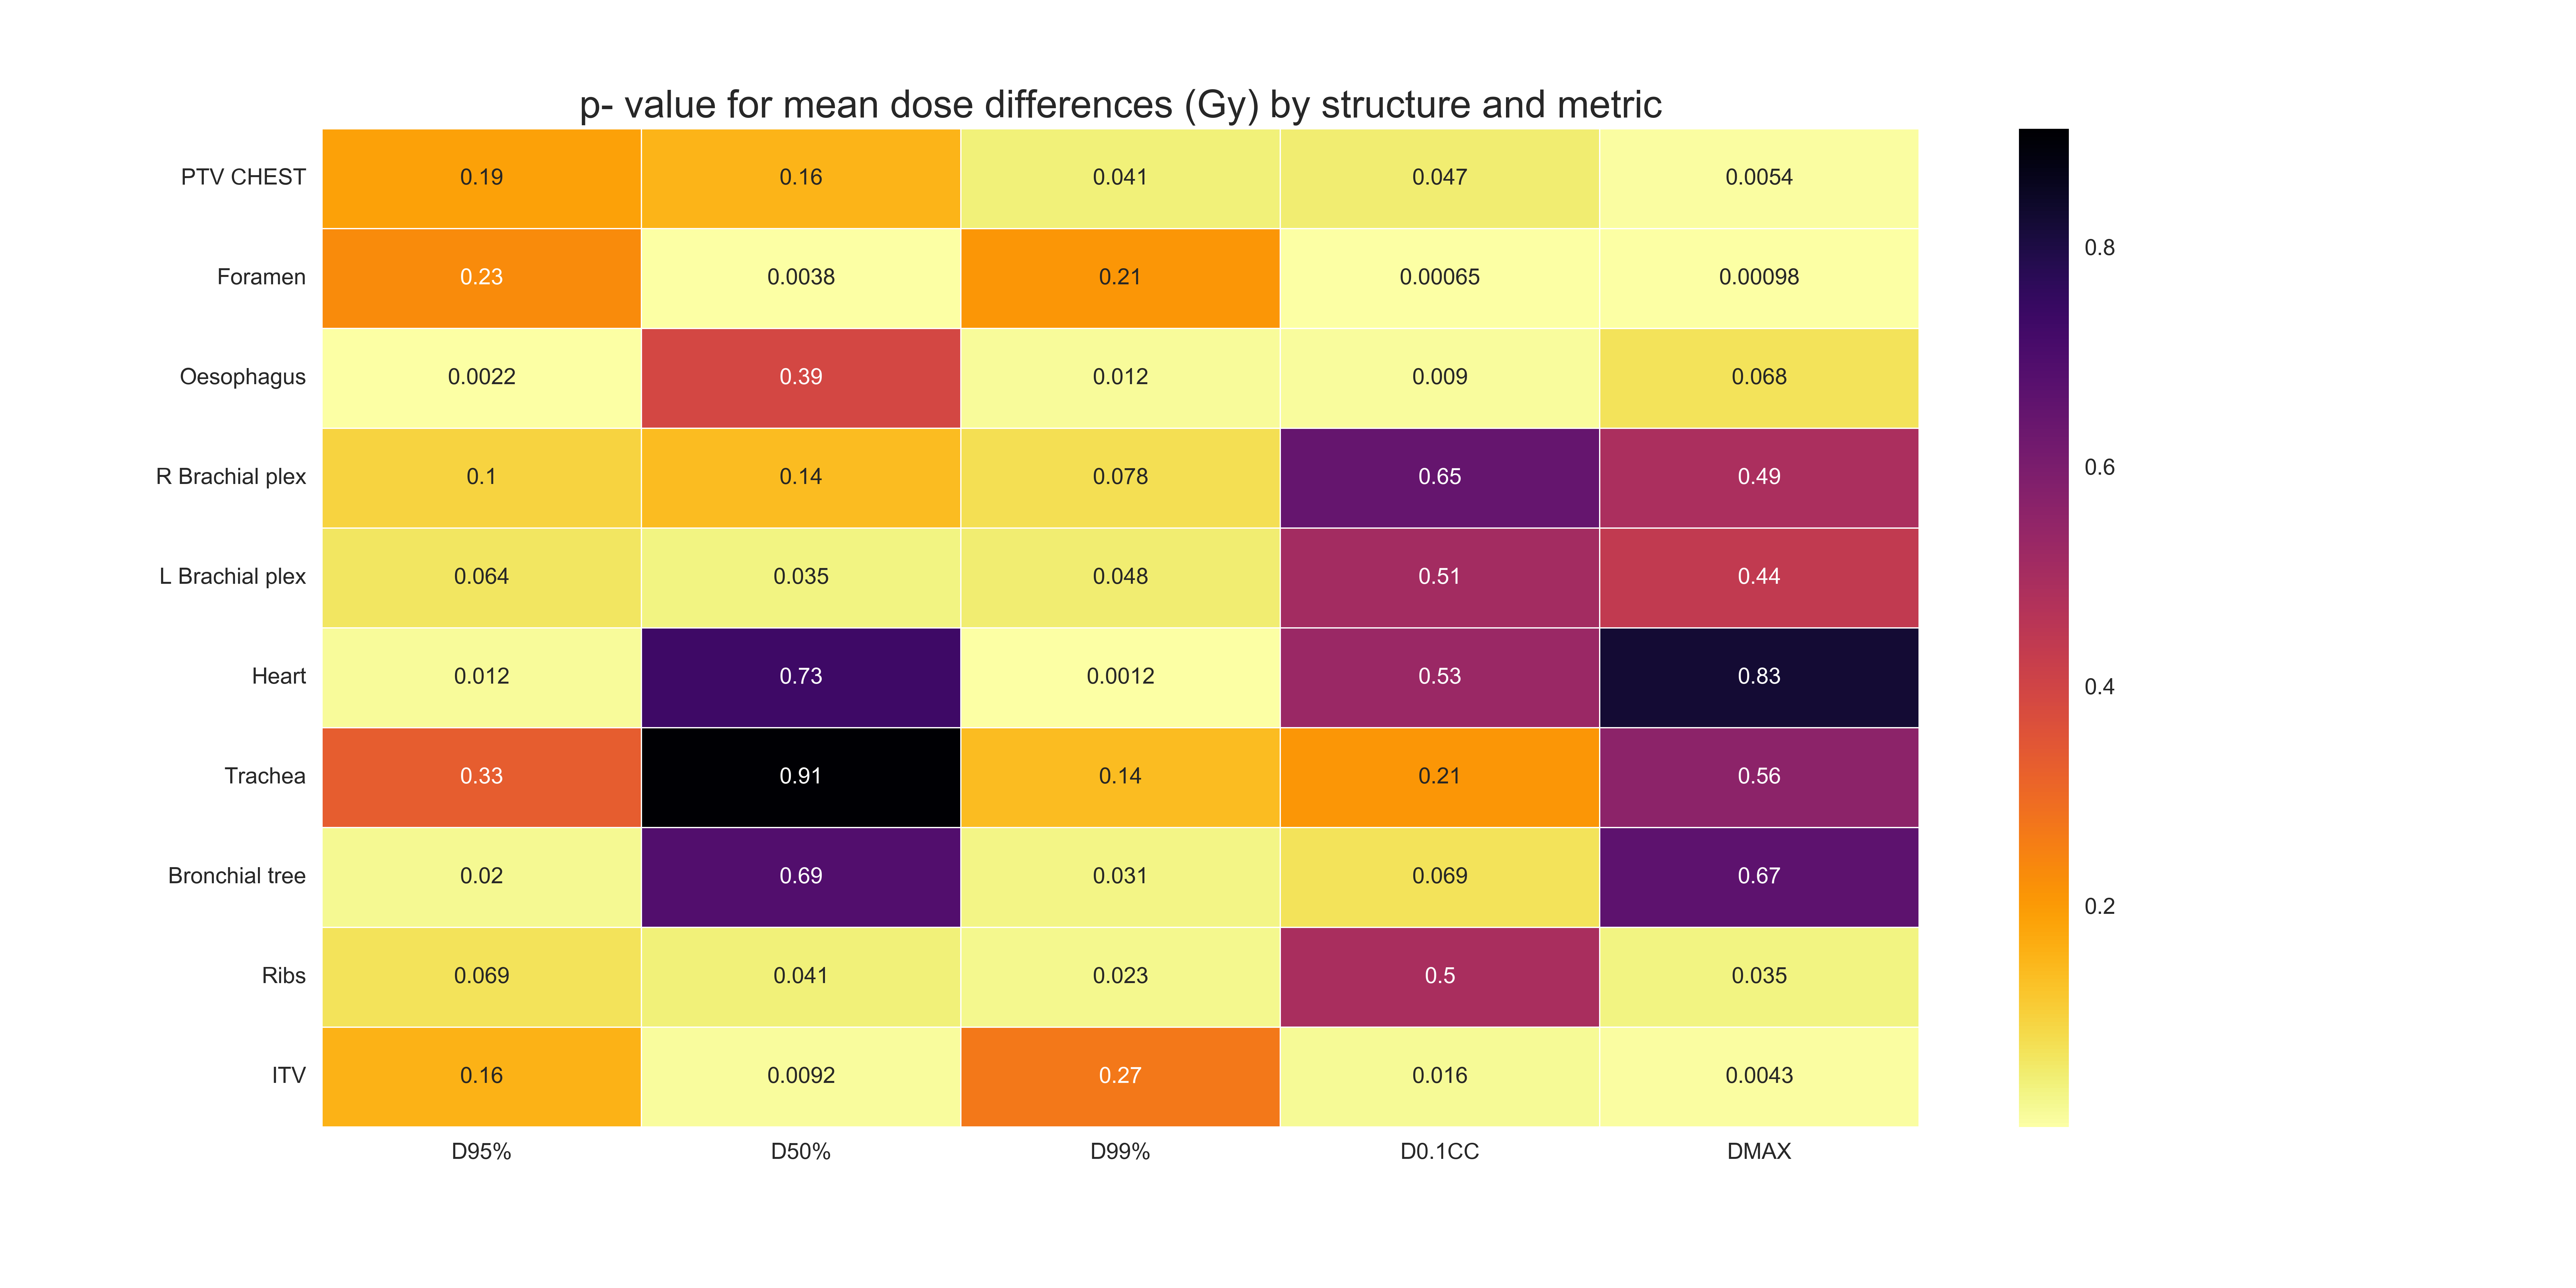 p- value for mean dose differences (Gy) by structure and metric
PTV CHEST 0.19 0.16 0.041 0.047 0.0054
Foramen 0.23 0.0038 0.21 0.00065 0.00098
Oesophagus 0.0022 0.39 0.012 0.009 0.068
R Brachial plex 0.1 0.14 0.078 0.65 0.49
L Brachial plex 0.064 0.035 0.048 0.51 0.44
Heart 0.012 0.73 0.0012 0.53 0.83
Trachea 0.33 0.91 0.14 0.21 0.56
Bronchial tree 0.02 0.69 0.031 0.069 0.67
Ribs 0.069 0.041 0.023 0.5 0.035
ITV 0.16 0.0092 0.27 0.016 0.0043
D95% D50% D99% D0.1CC DMAX
0.8
0.6
0.4
0.2